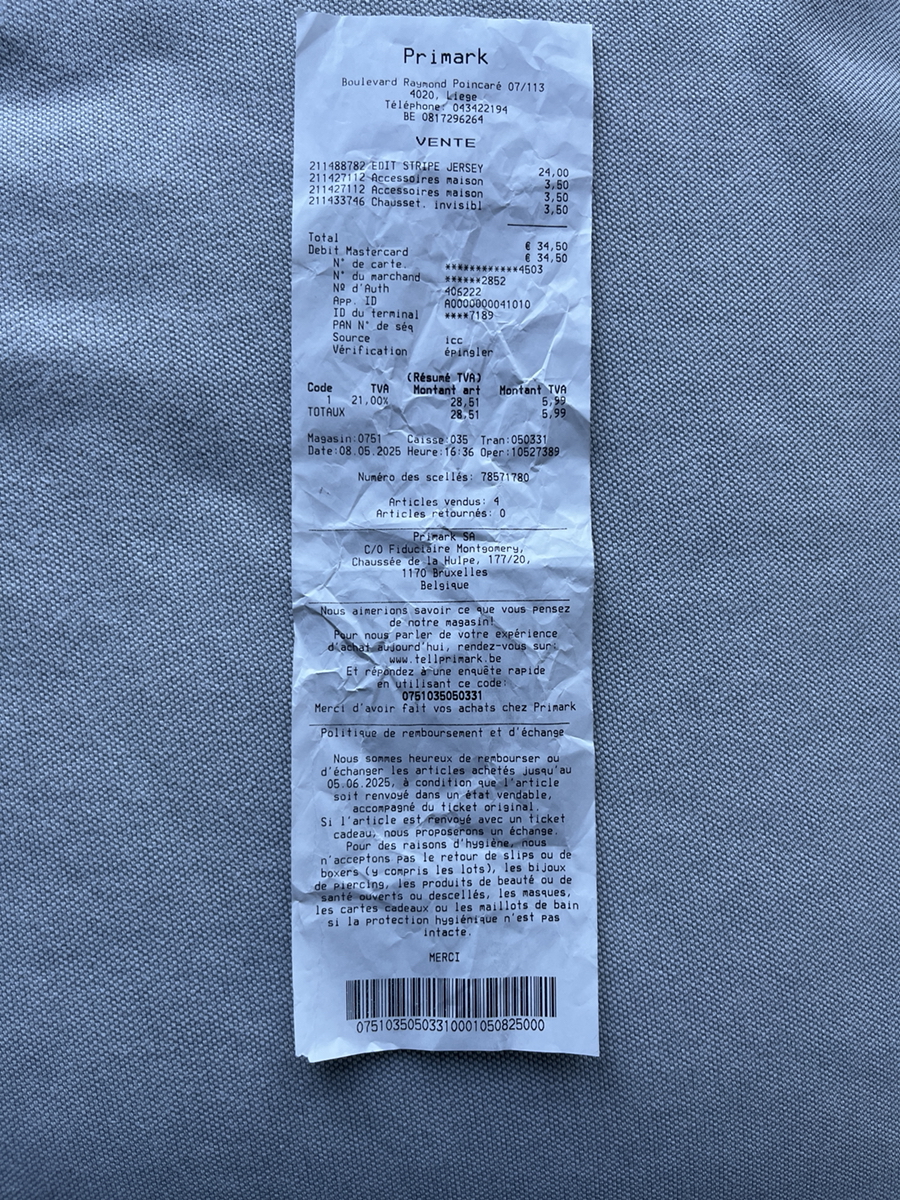 Primark
Boulevard Raymond Poincaré 07/113
4020, Liege
Téléphone: 043422194
BE 0817296264
VENTE
211488782 EDIT STRIPE JERSEY 24,00
211427112 Accessoires maison 3,50
211427112 Accessoires maison 3,50
211433746 Chausset. invisibl 3,50
Total € 34,50
Debit Mastercard € 34,50
N° de carte. ************4503
N° du marchand ******2852
Nº d'Auth 406222
App. ID A0000000041010
ID du terminal ****7189
PAN N° de séq
Source icc
Vérification épingler
(Résumé TVA)
Code TVA Montant art Montant TVA
1 21,00% 28,51 5,99
TOTAUX 28,51 5,99
Magasin:0751 Caisse:035 Tran:050331
Date:08.05.2025 Heure:16:36 Oper:10527389
Numéro des scellés: 78571780
Articles vendus: 4
Articles retournés: 0
Primark SA
C/O Fiduciaire Montgomery,
Chaussée de la Hulpe, 177/20,
1170 Bruxelles
Belgique
Nous aimerions savoir ce que vous pensez
de notre magasin!
Pour nous parler de votre expérience
d'achat aujourd'hui, rendez-vous sur:
www.tellprimark.be
Et répondez à une enquête rapide
en utilisant ce code:
0751035050331
Merci d'avoir fait vos achats chez Primark
Politique de remboursement et d'échange
Nous sommes heureux de rembourser ou
d'échanger les articles achetés jusqu'au
05.06.2025, à condition que l'article
soit renvoyé dans un état vendable,
accompagné du ticket original.
Si l'article est renvoyé avec un ticket
cadeau, nous proposerons un échange.
Pour des raisons d'hygiène, nous
n'acceptons pas le retour de slips ou de
boxers (y compris les lots), les bijoux
de piercing, les produits de beauté ou de
santé ouverts ou descellés, les masques,
les cartes cadeaux ou les maillots de bain
si la protection hygiénique n'est pas
intacte.
MERCI
07510350503310001050825000